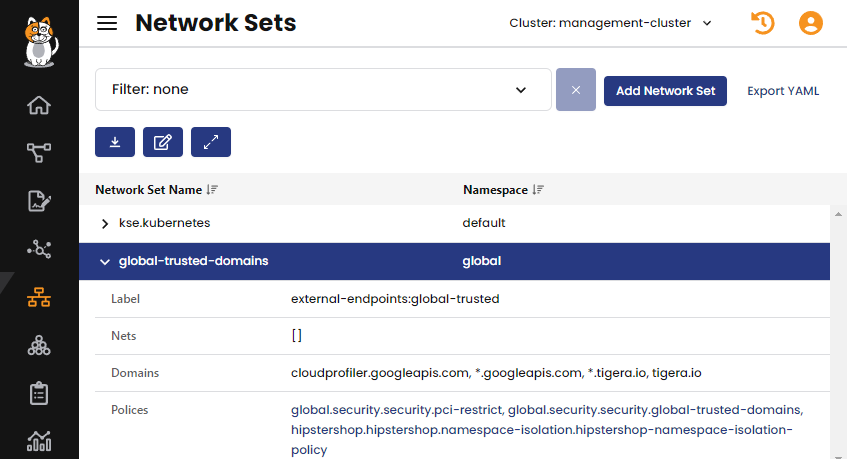 Network Sets
Cluster: management-cluster
Filter: none
Add Network Set
Export YAML
Network Set Name
Namespace
kse.kubernetes
default
global-trusted-domains
global
Label
external-endpoints:global-trusted
Nets
[]
Domains
cloudprofiler.googleapis.com, *.googleapis.com, *.tigera.io, tigera.io
Polices
global.security.security.pci-restrict, global.security.security.global-trusted-domains,
hipstershop.hipstershop.namespace-isolation.hipstershop-namespace-isolation-
policy